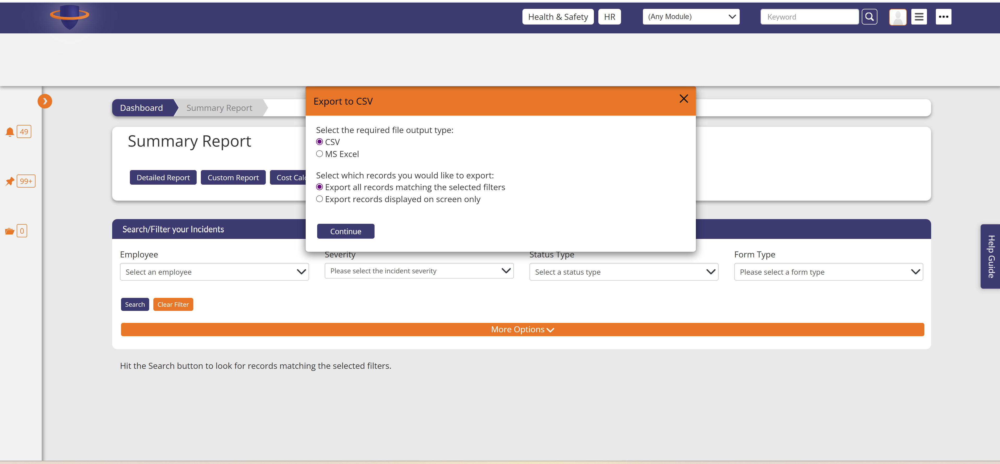 Health & Safety
HR
(Any Module)
Keyword
Dashboard
Summary Report
Export to CSV
Select the required file output type:
CSV
MS Excel
Select which records you would like to export:
Export all records matching the selected filters
Export records displayed on screen only
Continue
49
99+
0
Summary Report
Detailed Report
Custom Report
Cost
Search/Filter your Incidents
Employee
Severity
Status Type
Form Type
Select an employee
Please select the incident severity
Select a status type
Please select a form type
Search
Clear Filter
More Options
Hit the Search button to look for records matching the selected filters.
Help Guide